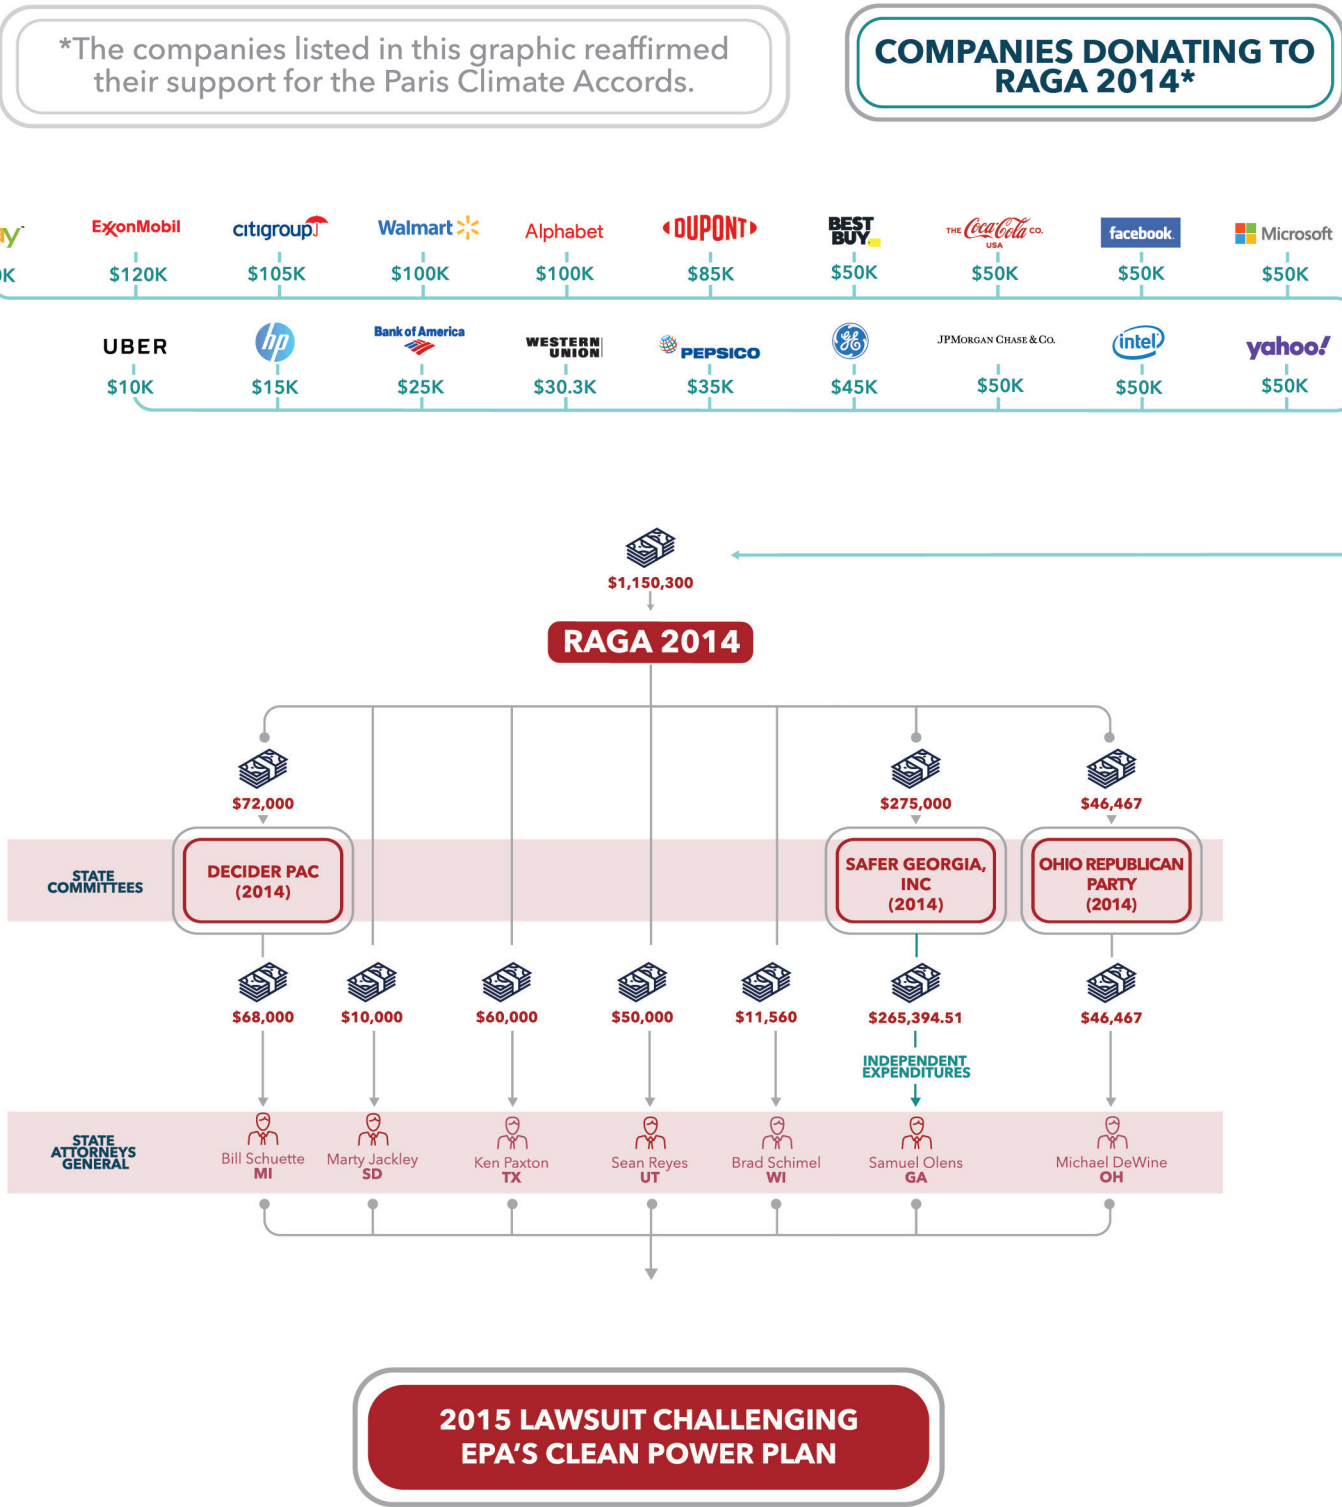 *The companies listed in this graphic reaffirmed
their support for the Paris Climate Accords.
COMPANIES DONATING TO
RAGA 2014*
ExxonMobil
citigroup
Walmart
Alphabet
DUPONT
BEST
BUY
THE Coca-Cola CO.
USA
facebook.
Microsoft
$120K
$105K
$100K
$100K
$85K
$50K
$50K
$50K
$50K
UBER
hp
Bank of America
WESTERN
UNION
PEPSICO
GE
JPMORGAN CHASE & CO.
intel
yahoo!
$10K
$15K
$25K
$30.3K
$35K
$45K
$50K
$50K
$50K
$1,150,300
RAGA 2014
$72,000
$275,000
$46,467
STATE
COMMITTEES
DECIDER PAC
(2014)
SAFER GEORGIA,
INC
(2014)
OHIO REPUBLICAN
PARTY
(2014)
$68,000
$10,000
$60,000
$50,000
$11,560
$265,394.51
$46,467
INDEPENDENT
EXPENDITURES
STATE
ATTORNEYS
GENERAL
Bill Schuette
MI
Marty Jackley
SD
Ken Paxton
TX
Sean Reyes
UT
Brad Schimel
WI
Samuel Olens
GA
Michael DeWine
OH
2015 LAWSUIT CHALLENGING
EPA'S CLEAN POWER PLAN